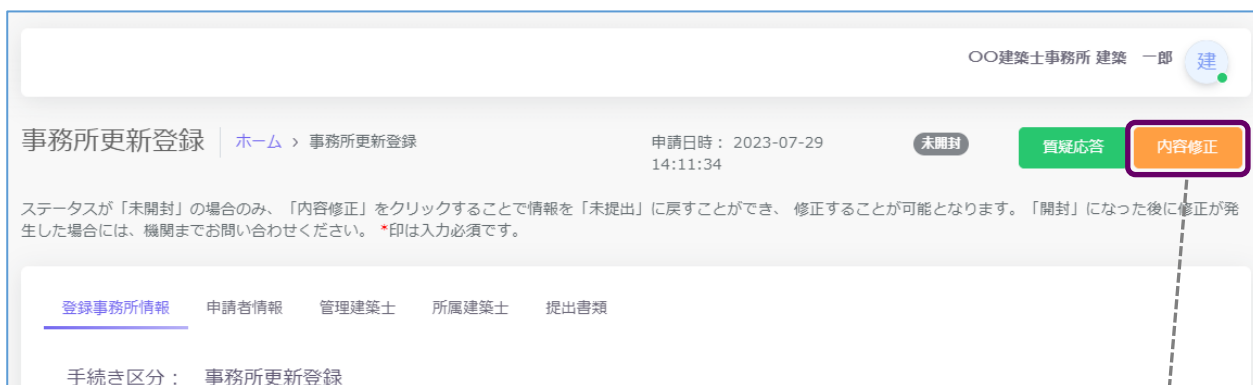 〇〇建築士事務所 建築 一郎 建
事務所更新登録 ホーム › 事務所更新登録 申請日時： 2023-07-29 未開封 質疑応答 内容修正
14:11:34
ステータスが「未開封」の場合のみ、「内容修正」をクリックすることで情報を「未提出」に戻すことができ、 修正することが可能となります。「開封」になった後に修正が発
生した場合には、機関までお問い合わせください。 *印は入力必須です。
登録事務所情報 申請者情報 管理建築士 所属建築士 提出書類
手続き区分： 事務所更新登録